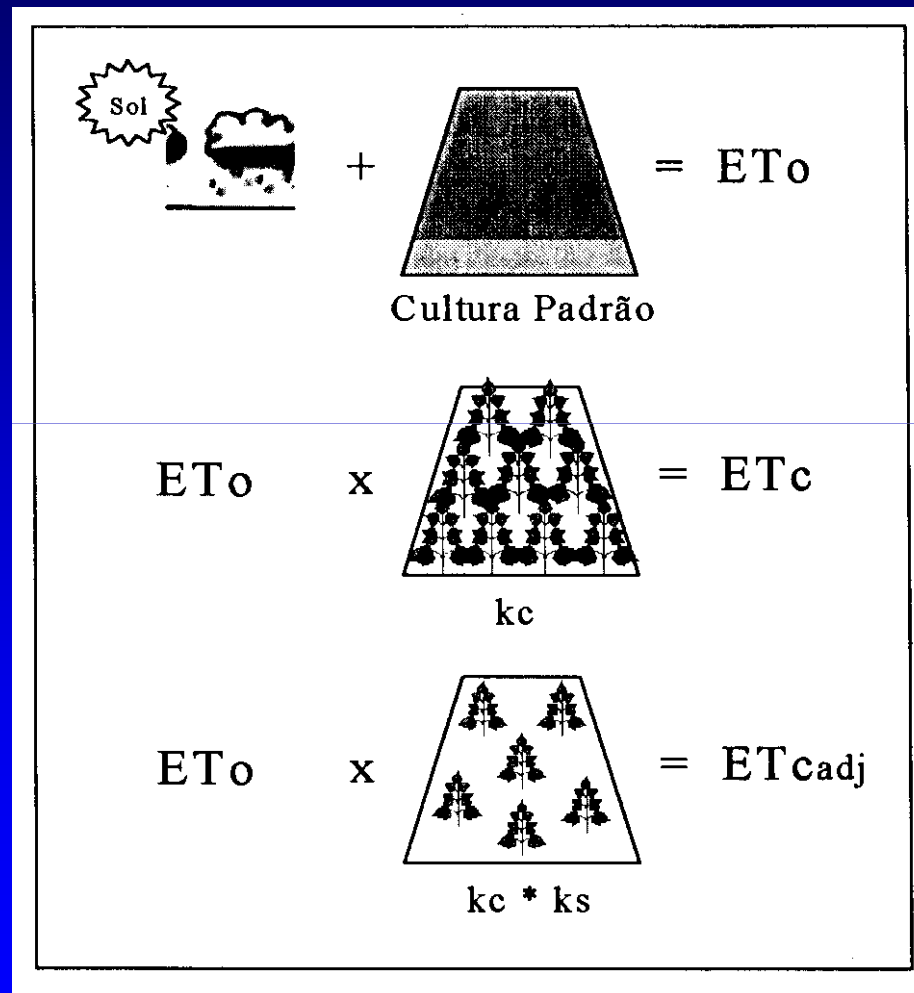 Sol
+ = ETo
Cultura Padrão
ETo x = ETc
kc
ETo x = ETcadj
kc * ks